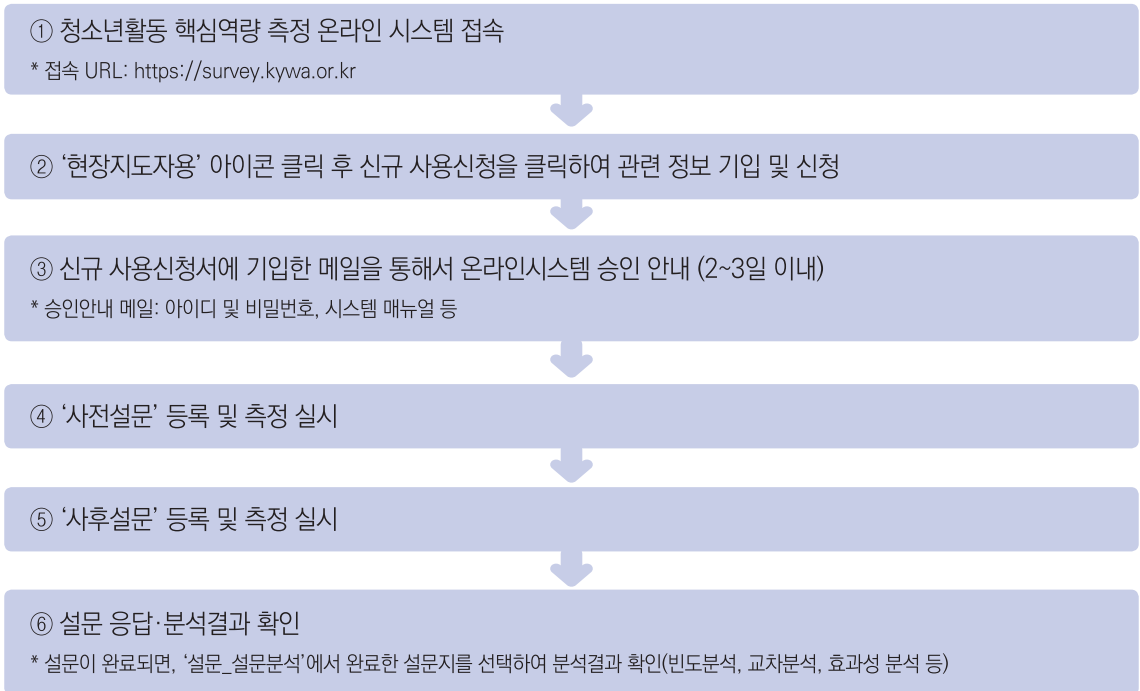 ① 청소년활동 핵심역량 측정 온라인 시스템 접속
* 접속 URL: https://survey.kywa.or.kr
② ‘현장지도자용’ 아이콘 클릭 후 신규 사용신청을 클릭하여 관련 정보 기입 및 신청
③ 신규 사용신청서에 기입한 메일을 통해서 온라인시스템 승인 안내 (2~3일 이내)
* 승인안내 메일: 아이디 및 비밀번호, 시스템 매뉴얼 등
④ ‘사전설문’ 등록 및 측정 실시
⑤ ‘사후설문’ 등록 및 측정 실시
⑥ 설문 응답·분석결과 확인
* 설문이 완료되면, ‘설문_설문분석’에서 완료한 설문지를 선택하여 분석결과 확인(빈도분석, 교차분석, 효과성 분석 등)